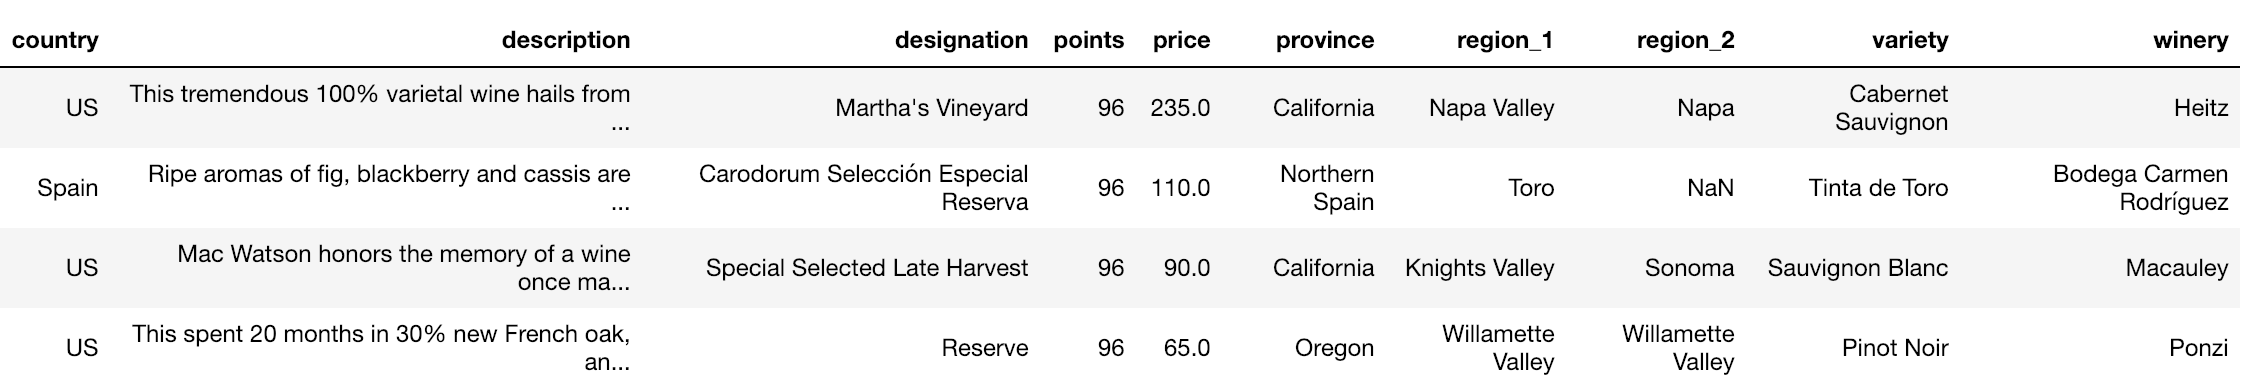 country description designation points price province region_1 region_2 variety winery
US This tremendous 100% varietal wine hails from ... Martha's Vineyard 96 235.0 California Napa Valley Napa Cabernet Sauvignon Heitz
Spain Ripe aromas of fig, blackberry and cassis are ... Carodorum Selección Especial Reserva 96 110.0 Northern Spain Toro NaN Tinta de Toro Bodega Carmen Rodríguez
US Mac Watson honors the memory of a wine once ma... Special Selected Late Harvest 96 90.0 California Knights Valley Sonoma Sauvignon Blanc Macauley
US This spent 20 months in 30% new French oak, an... Reserve 96 65.0 Oregon Willamette Valley Willamette Valley Pinot Noir Ponzi